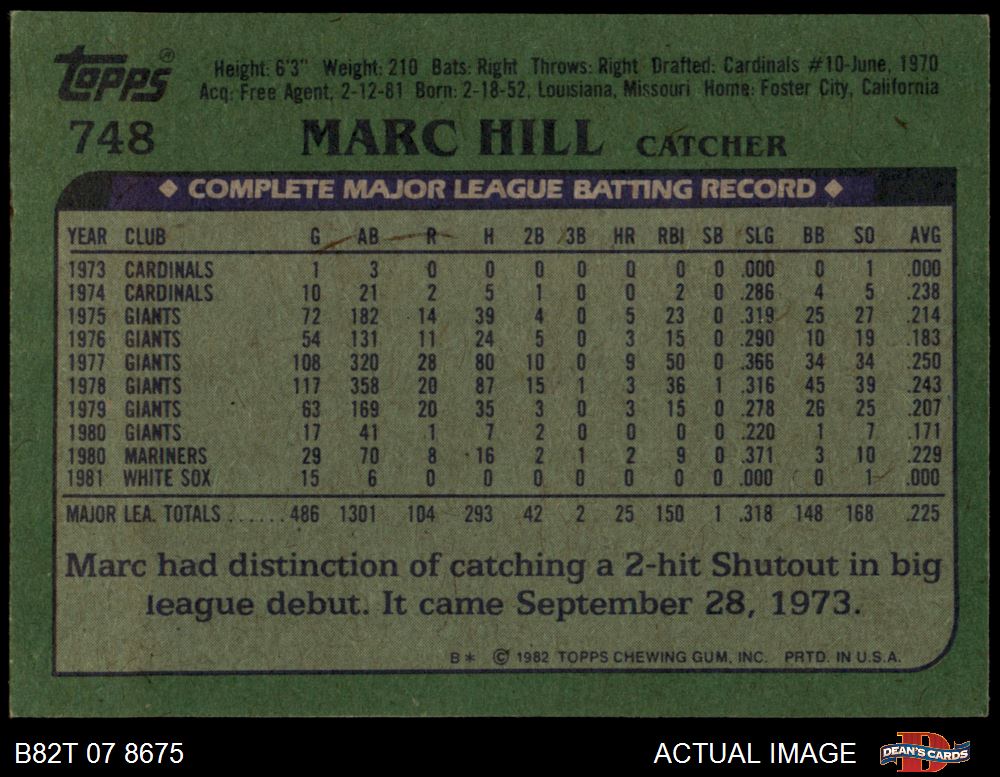 Topps®
Height: 6'3" Weight: 210 Bats: Right Throws: Right Drafted: Cardinals #10-June, 1970
Acq: Free Agent, 2-12-81 Born: 2-18-52, Louisiana, Missouri Home: Foster City, California
748 MARC HILL CATCHER
◆ COMPLETE MAJOR LEAGUE BATTING RECORD ◆
YEAR CLUB G AB R H 2B 3B HR RBI SB SLG BB SO AVG
1973 CARDINALS 1 3 0 0 0 0 0 0 0 .000 0 1 .000
1974 CARDINALS 10 21 2 5 1 0 0 2 0 .286 4 5 .238
1975 GIANTS 72 182 14 39 4 0 5 23 0 .319 25 27 .214
1976 GIANTS 54 131 11 24 5 0 3 15 0 .290 10 19 .183
1977 GIANTS 108 320 28 80 10 0 9 50 0 .366 34 34 .250
1978 GIANTS 117 358 20 87 15 1 3 36 1 .316 45 39 .243
1979 GIANTS 63 169 20 35 3 0 3 15 0 .278 26 25 .207
1980 GIANTS 17 41 1 7 2 0 0 0 0 .220 1 7 .171
1980 MARINERS 29 70 8 16 2 1 2 9 0 .371 3 10 .229
1981 WHITE SOX 15 6 0 0 0 0 0 0 0 .000 0 1 .000
MAJOR LEA. TOTALS ...... 486 1301 104 293 42 2 25 150 1 .318 148 168 .225
Marc had distinction of catching a 2-hit Shutout in big
league debut. It came September 28, 1973.
B* © 1982 TOPPS CHEWING GUM, INC. PRTD. IN U.S.A.
B82T 07 8675 ACTUAL IMAGE DEAN'S CARDS